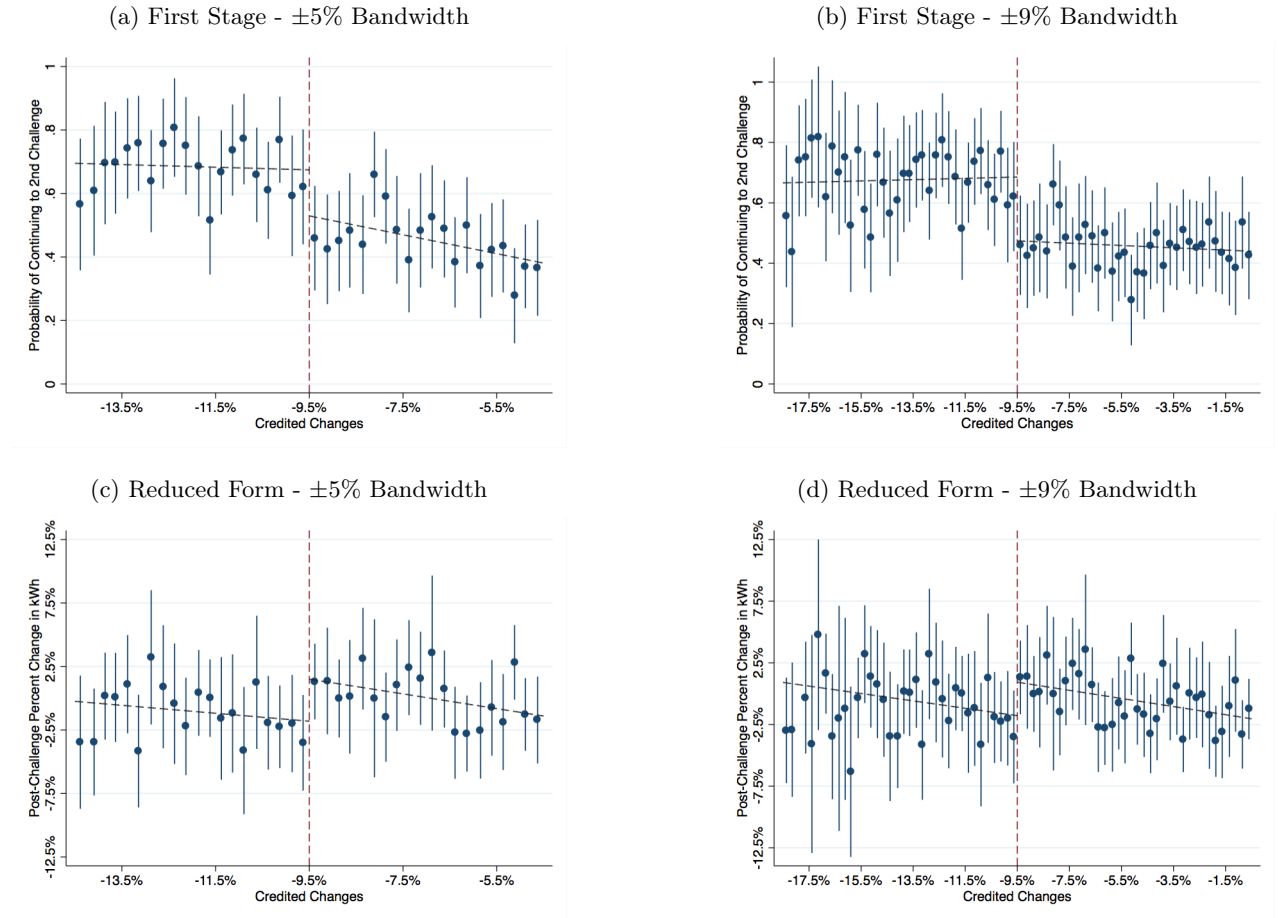 (a) First Stage - ±5% Bandwidth
Probability of Continuing to 2nd Challenge
1
.8
.6
.4
.2
0
-13.5% -11.5% -9.5% -7.5% -5.5%
Credited Changes
(b) First Stage - ±9% Bandwidth
Probability of Continuing to 2nd Challenge
1
.8
.6
.4
.2
0
-17.5% -15.5% -13.5% -11.5% -9.5% -7.5% -5.5% -3.5% -1.5%
Credited Changes
(c) Reduced Form - ±5% Bandwidth
Post-Challenge Percent Change in kWh
12.5%
7.5%
2.5%
-2.5%
-7.5%
-12.5%
-13.5% -11.5% -9.5% -7.5% -5.5%
Credited Changes
(d) Reduced Form - ±9% Bandwidth
Post-Challenge Percent Change in kWh
12.5%
7.5%
2.5%
-2.5%
-7.5%
-12.5%
-17.5% -15.5% -13.5% -11.5% -9.5% -7.5% -5.5% -3.5% -1.5%
Credited Changes